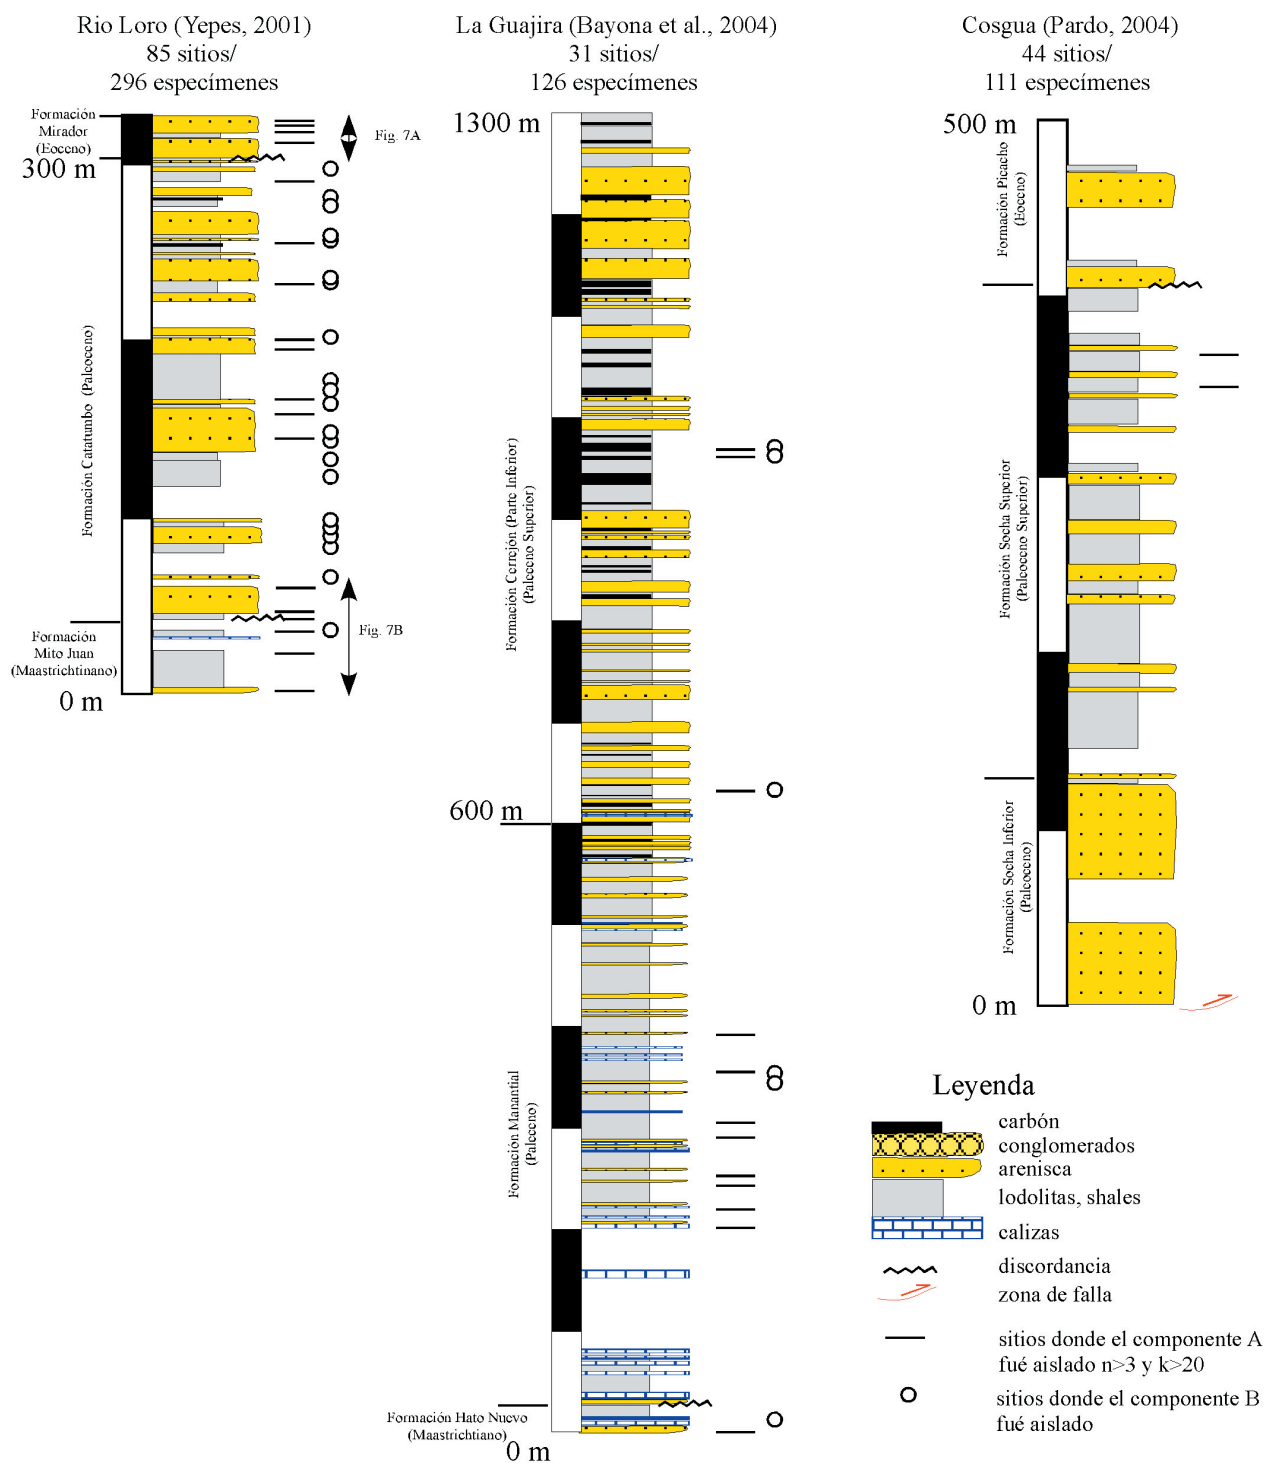 Rio Loro (Yepes, 2001)
85 sitios/
296 especímenes
Formación
Mirador
(Eoceno)
300 m
Fig. 7A
Formación Catatumbo (Paleoceno)
Formación
Mito Juan
(Maastrichtinano)
0 m
Fig. 7B
La Guajira (Bayona et al., 2004)
31 sitios/
126 especímenes
1300 m
Formación Cerrejón (Parte Inferior)
(Paleoceno Superior)
600 m
Formación Manantial
(Paleoceno)
Formación Hato Nuevo
(Maastrichtiano)
0 m
Cosgua (Pardo, 2004)
44 sitios/
111 especímenes
500 m
Formación Picacho
(Eoceno)
Formación Socha Superior
(Paleoceno Superior)
Formación Socha Inferior
(Paleoceno)
0 m
Leyenda
carbón
conglomerados
arenisca
lodolitas, shales
calizas
discordancia
zona de falla
sitios donde el componente A
fué aislado n>3 y k>20
sitios donde el componente B
fué aislado